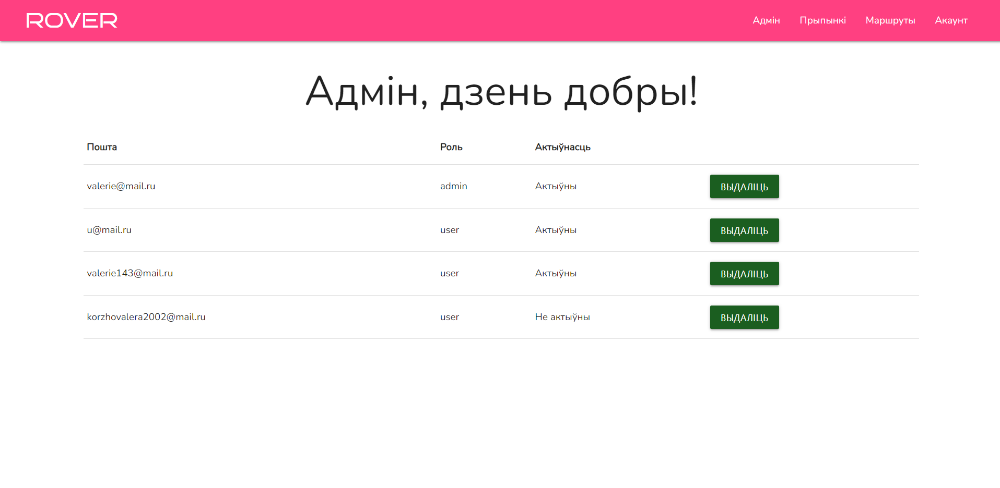 ROVER Адмін Прыпынкі Маршруты Акаунт
Адмін, дзень добры!
Пошта Роль Актыўнасць
valerie@mail.ru admin Актыўны ВЫДАЛІЦЬ
u@mail.ru user Актыўны ВЫДАЛІЦЬ
valerie143@mail.ru user Актыўны ВЫДАЛІЦЬ
korzhovalera2002@mail.ru user Не актыўны ВЫДАЛІЦЬ